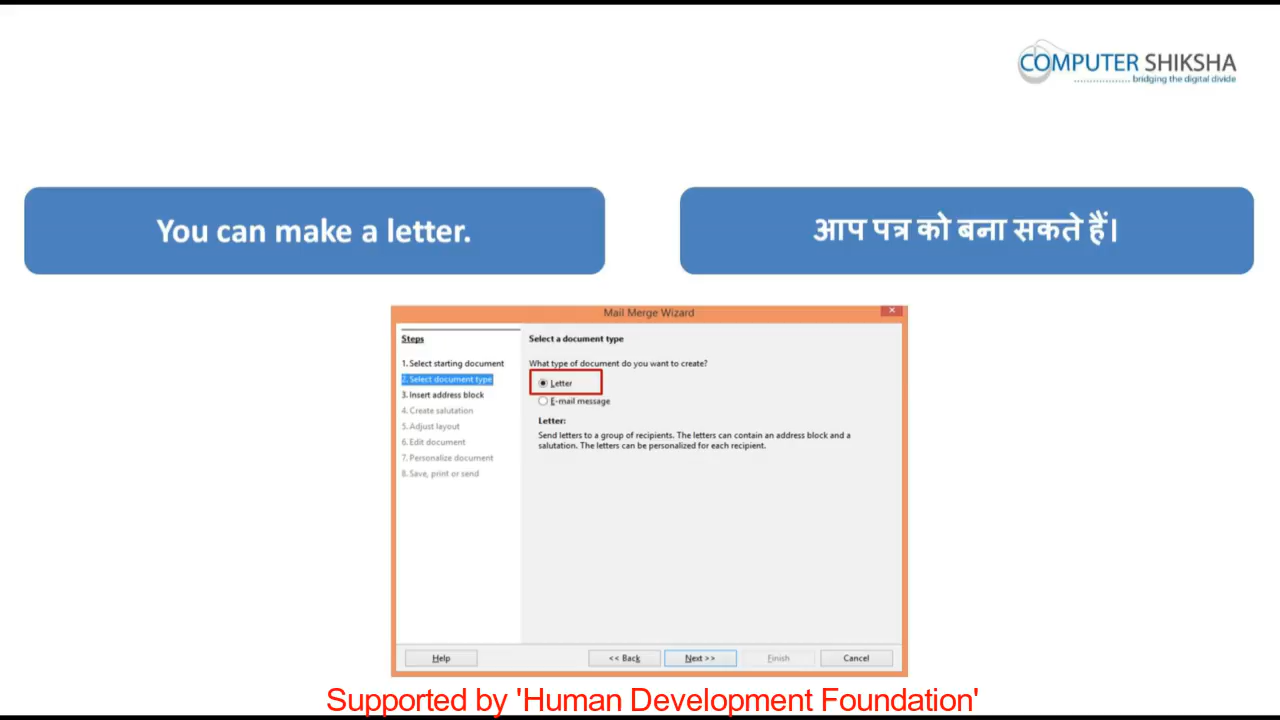 COMPUTER SHIKSHA
bridging the digital divide
You can make a letter.
आप पत्र को बना सकते हैं।
Mail Merge Wizard
Steps
1. Select starting document
2. Select document type
3. Insert address block
4. Create salutation
5. Adjust layout
6. Edit document
7. Personalize document
8. Save, print or send
Select a document type
What type of document do you want to create?
Letter
E-mail message
Letter:
Send letters to a group of recipients. The letters can contain an address block and a
salutation. The letters can be personalized for each recipient.
Help
<< Back
Next >>
Finish
Cancel
Supported by 'Human Development Foundation'